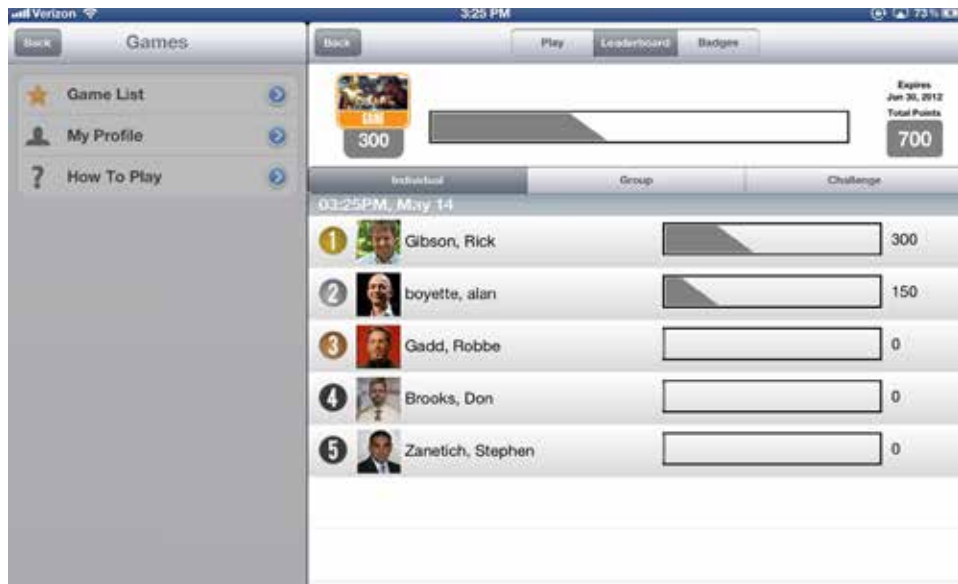 Verizon 3:25 PM 73%
Back Games
Game List
My Profile
? How To Play
Back Play Leaderboard Badges
GAME
300
Expires
Jun 30, 2012
Total Points
700
Individual Group Challenge
03:25PM, May 14
1 Gibson, Rick 300
2 boyette, alan 150
3 Gadd, Robbe 0
4 Brooks, Don 0
5 Zanetich, Stephen 0